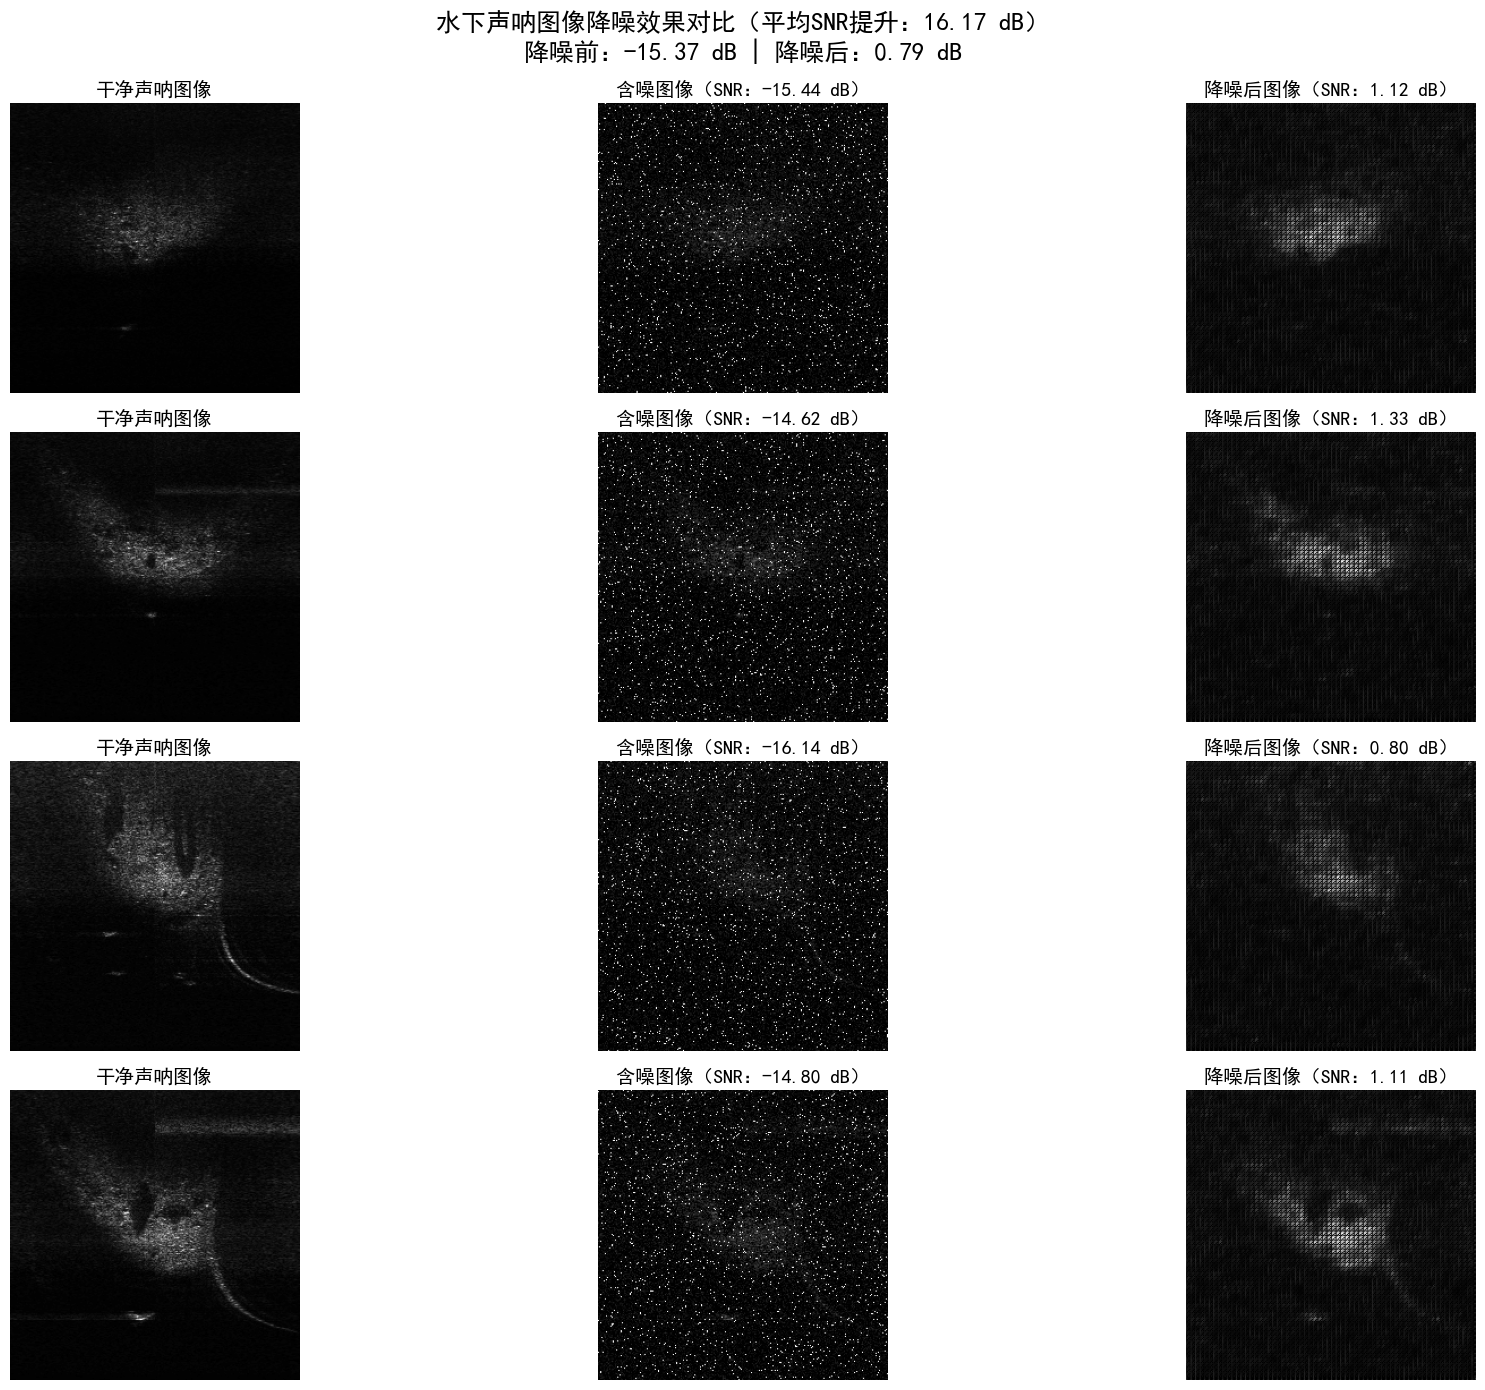 水下声呐图像降噪效果对比（平均SNR提升：16.17 dB）
降噪前：-15.37 dB | 降噪后：0.79 dB
干净声呐图像
含噪图像（SNR：-15.44 dB）
降噪后图像（SNR：1.12 dB）
干净声呐图像
含噪图像（SNR：-14.62 dB）
降噪后图像（SNR：1.33 dB）
干净声呐图像
含噪图像（SNR：-16.14 dB）
降噪后图像（SNR：0.80 dB）
干净声呐图像
含噪图像（SNR：-14.80 dB）
降噪后图像（SNR：1.11 dB）